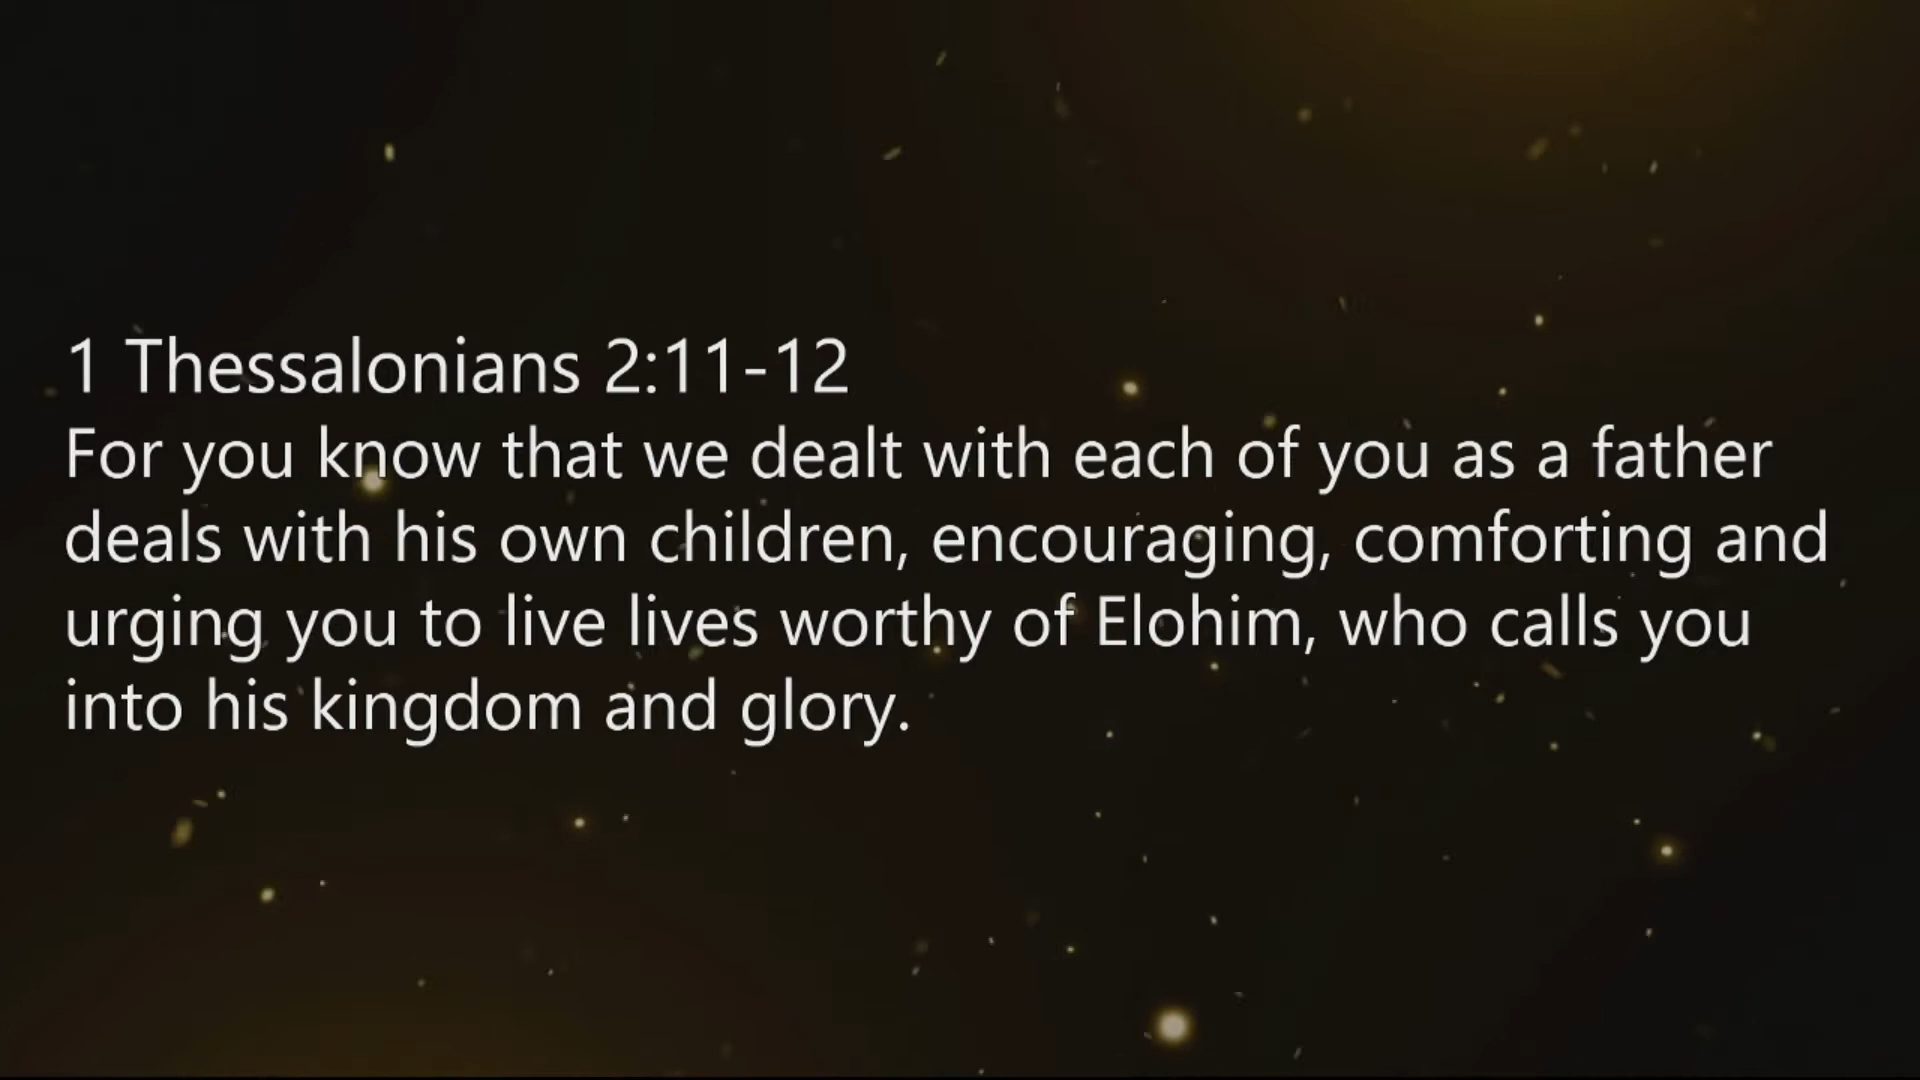 1 Thessalonians 2:11-12
For you know that we dealt with each of you as a father
deals with his own children, encouraging, comforting and
urging you to live lives worthy of Elohim, who calls you
into his kingdom and glory.